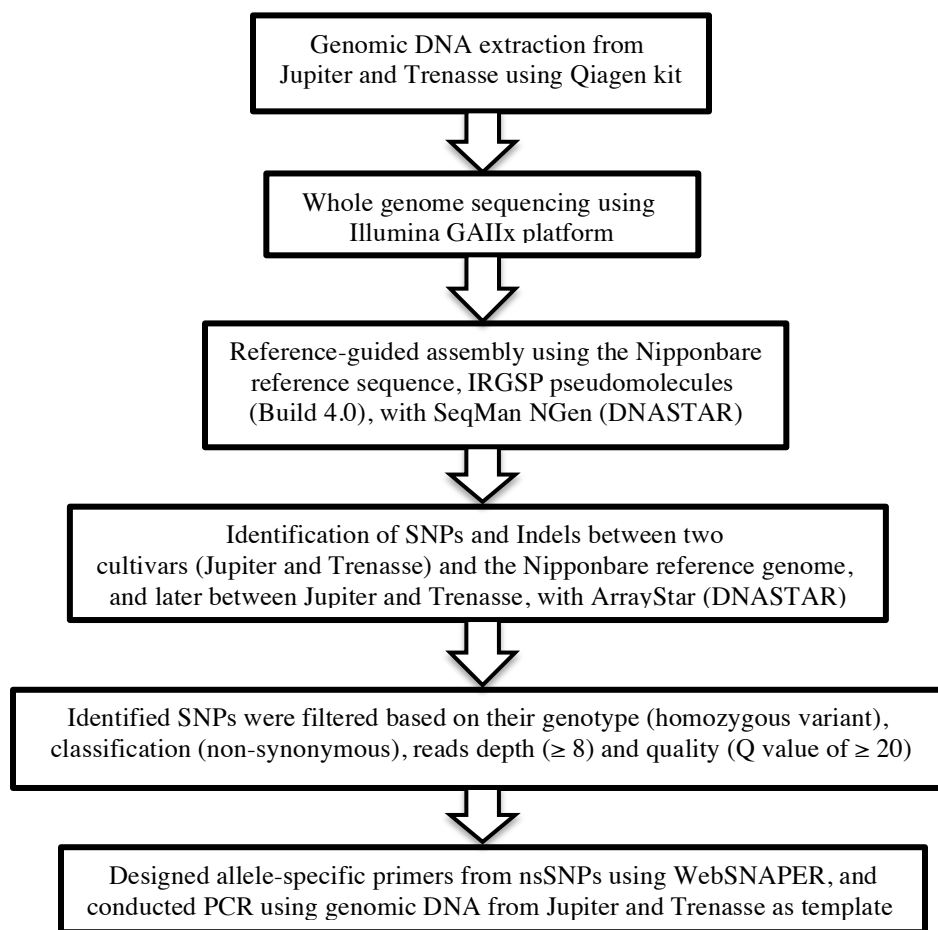 Genomic DNA extraction from
Jupiter and Trenasse using Qiagen kit
Whole genome sequencing using
Illumina GAIIx platform
Reference-guided assembly using the Nipponbare
reference sequence, IRGSP pseudomolecules
(Build 4.0), with SeqMan NGen (DNASTAR)
Identification of SNPs and Indels between two
cultivars (Jupiter and Trenasse) and the Nipponbare reference genome,
and later between Jupiter and Trenasse, with ArrayStar (DNASTAR)
Identified SNPs were filtered based on their genotype (homozygous variant),
classification (non-synonymous), reads depth (≥ 8) and quality (Q value of ≥ 20)
Designed allele-specific primers from nsSNPs using WebSNAPER, and
conducted PCR using genomic DNA from Jupiter and Trenasse as template